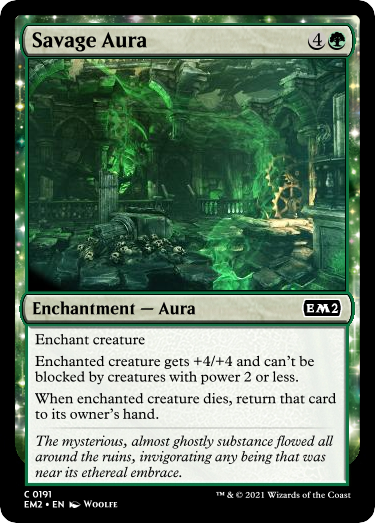 Savage Aura 4
Enchantment — Aura EM2
Enchant creature
Enchanted creature gets +4/+4 and can't be
blocked by creatures with power 2 or less.
When enchanted creature dies, return that card
to its owner's hand.
The mysterious, almost ghostly substance flowed all
around the ruins, invigorating any being that was
near its ethereal embrace.
C 0191
EM2 • EN WOOLFE ™ & © 2021 Wizards of the Coast